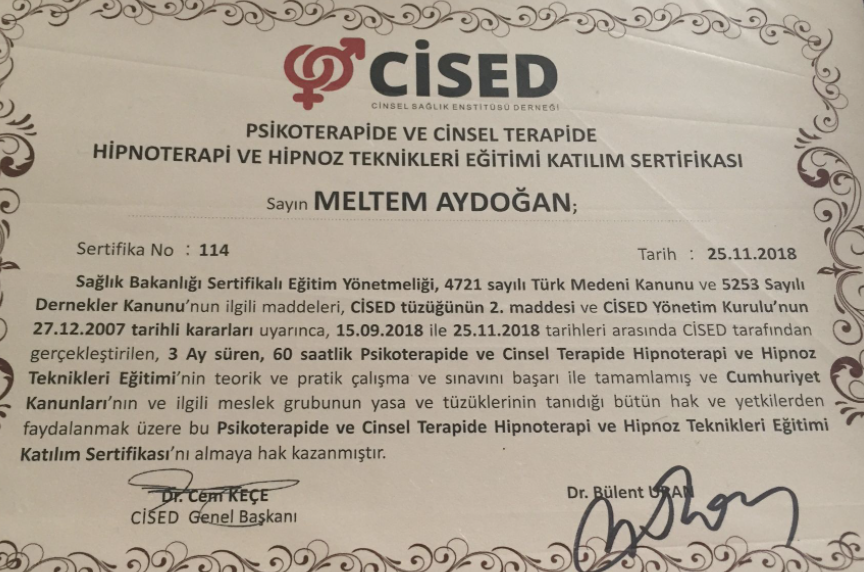 CİSED
CİNSEL SAĞLIK ENSTİTÜSÜ DERNEĞİ
PSİKOTERAPİDE VE CİNSEL TERAPİDE
HİPNOTERAPİ VE HİPNOZ TEKNİKLERİ EĞİTİMİ KATILIM SERTİFİKASI
Sayın MELTEM AYDOĞAN;
Sertifika No : 114 Tarih : 25.11.2018
Sağlık Bakanlığı Sertifikalı Eğitim Yönetmeliği, 4721 sayılı Türk Medeni Kanunu ve 5253 Sayılı
Dernekler Kanunu’nun ilgili maddeleri, CİSED tüzüğünün 2. maddesi ve CİSED Yönetim Kurulu’nun
27.12.2007 tarihli kararları uyarınca, 15.09.2018 ile 25.11.2018 tarihleri arasında CİSED tarafından
gerçekleştirilen, 3 Ay süren, 60 saatlik Psikoterapide ve Cinsel Terapide Hipnoterapi ve Hipnoz
Teknikleri Eğitimi’nin teorik ve pratik çalışma ve sınavını başarı ile tamamlamış ve Cumhuriyet
Kanunları’nın ve ilgili meslek grubunun yasa ve tüzüklerinin tanıdığı bütün hak ve yetkilerden
faydalanmak üzere bu Psikoterapide ve Cinsel Terapide Hipnoterapi ve Hipnoz Teknikleri Eğitimi
Katılım Sertifikası’nı almaya hak kazanmıştır.
Dr. Cem KEÇE Dr. Bülent URAN
CİSED Genel Başkanı